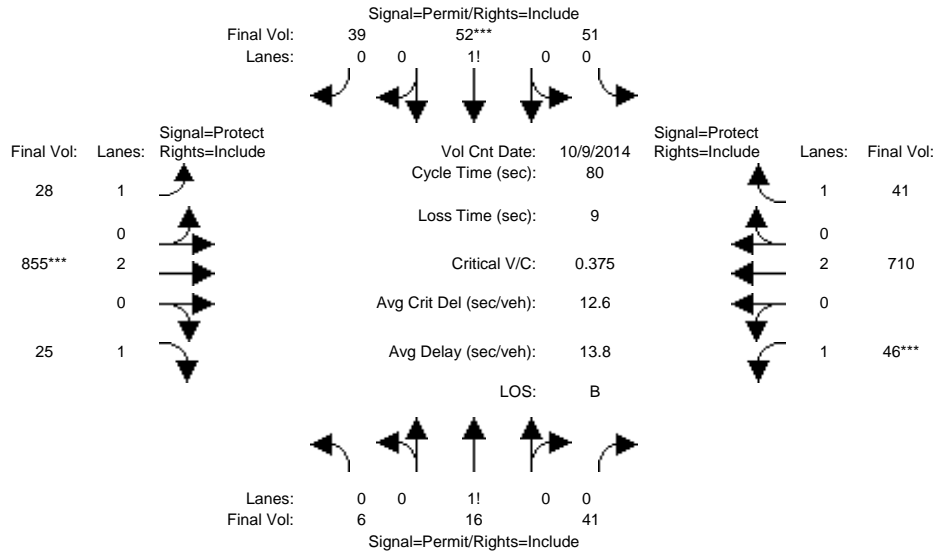 Signal=Permit/Rights=Include
Final Vol: 39 52*** 51
Lanes: 0 0 1! 0 0
Signal=Protect Signal=Protect
Final Vol: Lanes: Rights=Include Vol Cnt Date: 10/9/2014 Rights=Include Lanes: Final Vol:
Cycle Time (sec): 80
28 1 1 41
Loss Time (sec): 9
0 0
855*** 2 Critical V/C: 0.375 2 710
0 Avg Crit Del (sec/veh): 12.6 0
25 1 Avg Delay (sec/veh): 13.8 1 46***
LOS: B
Lanes: 0 0 1! 0 0
Final Vol: 6 16 41
Signal=Permit/Rights=Include